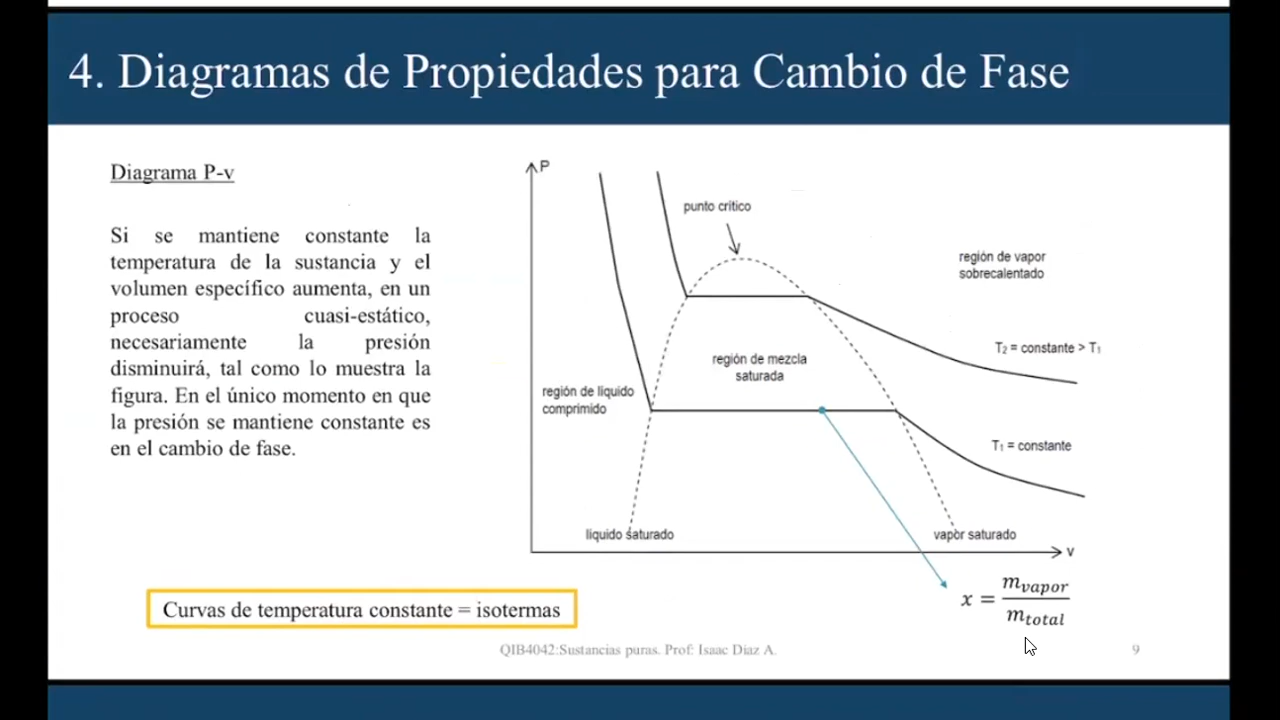 4. Diagramas de Propiedades para Cambio de Fase
Diagrama P-v
Si se mantiene constante la
temperatura de la sustancia y el
volumen específico aumenta, en un
proceso cuasi-estático,
necesariamente la presión
disminuirá, tal como lo muestra la
figura. En el único momento en que
la presión se mantiene constante es
en el cambio de fase.
P
punto crítico
región de vapor
sobrecalentado
T₂ = constante > T₁
región de mezcla
saturada
región de líquido
comprimido
T₁ = constante
líquido saturado
vapor saturado
v
x = m_vapor / m_total
Curvas de temperatura constante = isotermas
QIB4042:Sustancias puras. Prof: Isaac Diaz A.
9